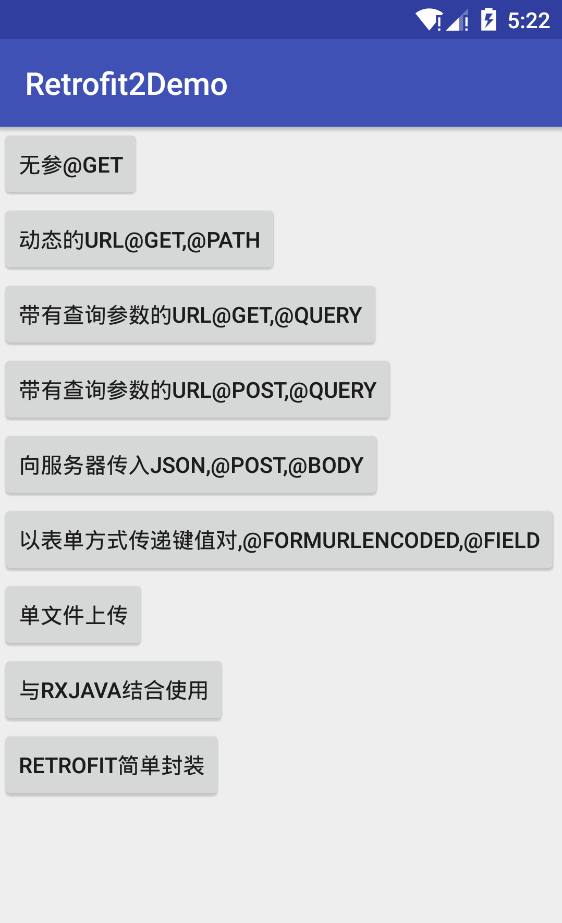 5:22
Retrofit2Demo
无参@GET
动态的URL@GET,@PATH
带有查询参数的URL@GET,@QUERY
带有查询参数的URL@POST,@QUERY
向服务器传入JSON,@POST,@BODY
以表单方式传递键值对,@FORMURLENCODED,@FIELD
单文件上传
与RXJAVA结合使用
RETROFIT简单封装